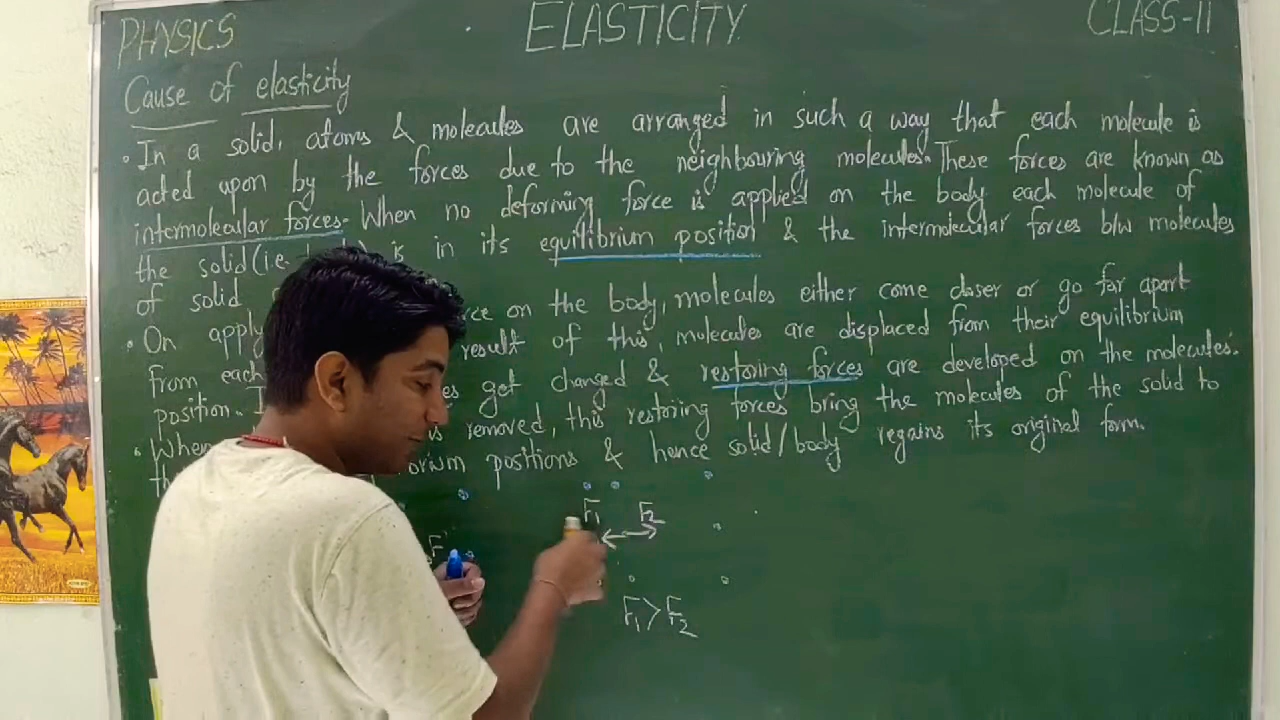 PHYSICS ELASTICITY CLASS-11
Cause of elasticity
• In a solid, atoms & molecules are arranged in such a way that each molecule is
acted upon by the forces due to the neighbouring molecules. These forces are known as
intermolecular forces. When no deforming force is applied on the body each molecule of
the solid (i.e. is in its equilibrium position & the intermolecular forces b/w molecules
of solid
• On apply rce on the body, molecules either come closer or go far apart
from each result of this, molecules are displaced from their equilibrium
position. es get changed & restoring forces are developed on the molecules.
• When is removed, this restoring forces bring the molecules of the solid to
th orium positions & hence solid/body regains its original form.
F1 F2
F
F1 > F2